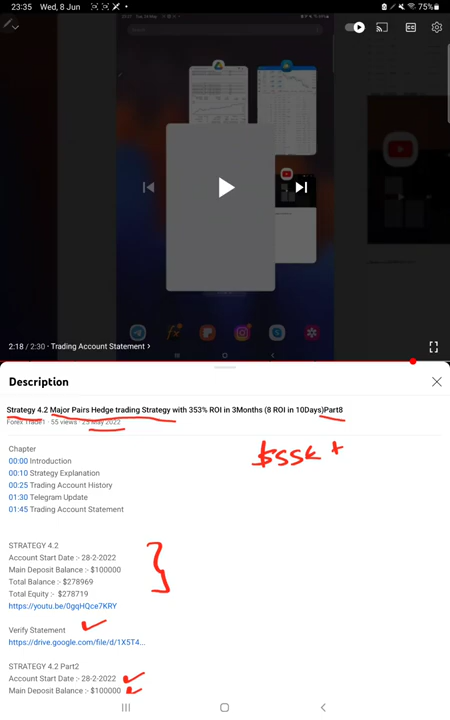 23:35 Wed, 8 Jun 75%
CC
2:18 / 2:30 · Trading Account Statement >
Description
Strategy 4.2 Major Pairs Hedge trading Strategy with 353% ROI in 3Months (8 ROI in 10Days)Part8
Forex Trade1 · 55 views · 23 May 2022
$55k +
Chapter
00:00 Introduction
00:10 Strategy Explanation
00:25 Trading Account History
01:30 Telegram Update
01:45 Trading Account Statement
STRATEGY 4.2
Account Start Date :- 28-2-2022
Main Deposit Balance :- $100000
Total Balance :- $278969
Total Equity :- $278719
https://youtu.be/0gqHQce7KRY
Verify Statement
https://drive.google.com/file/d/1X5T4...
STRATEGY 4.2 Part2
Account Start Date :- 28-2-2022
Main Deposit Balance :- $100000